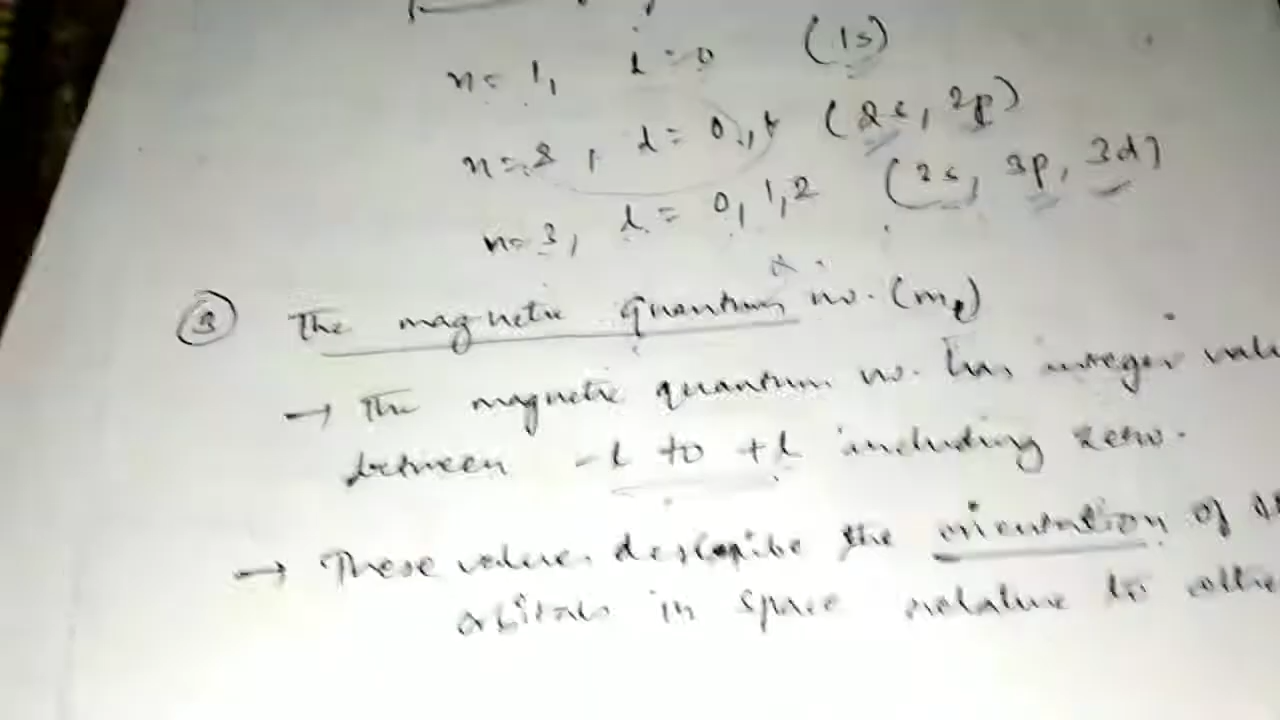 n=1, l=0 (1s)
n=2, l=0,1 (2s, 2p)
n=3, l=0,1,2 (3s, 3p, 3d)
③ The magnetic quantum no. (ml)
→ The magnetic quantum no. has integer
between -l to +l including zero.
→ These values describe the orientation of
orbitals in space relative to